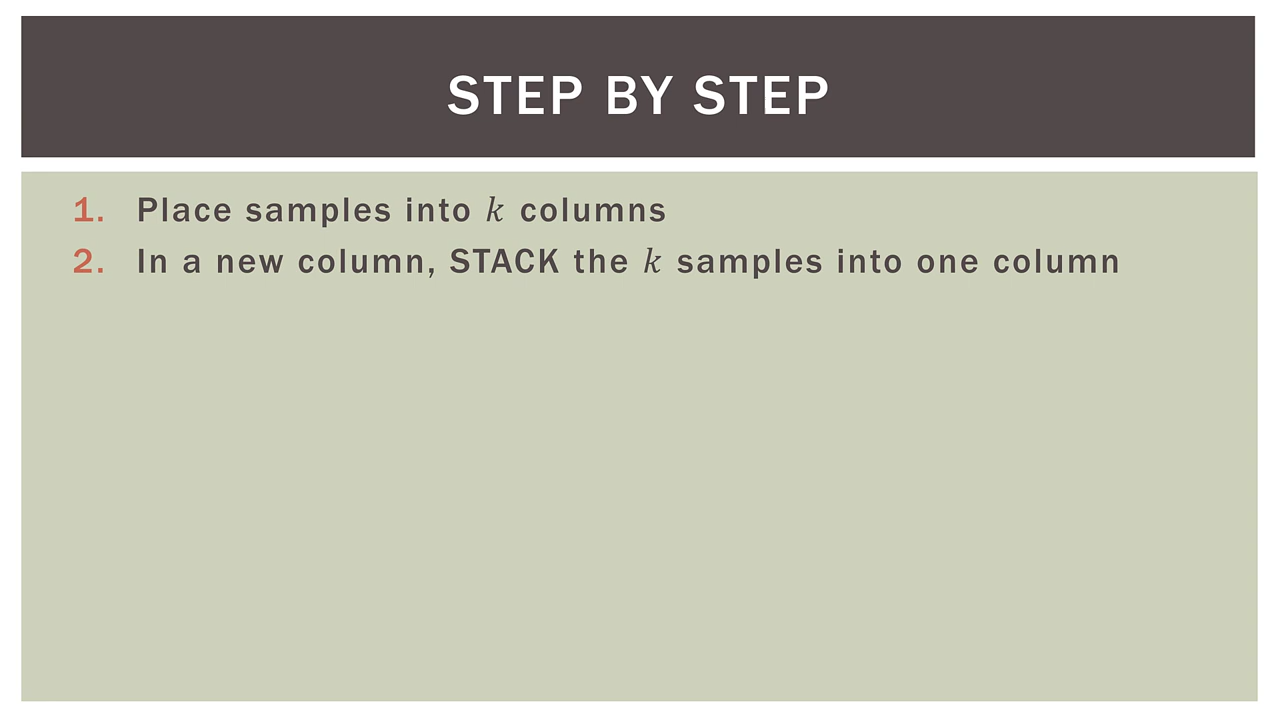 STEP BY STEP
1. Place samples into k columns
2. In a new column, STACK the k samples into one column